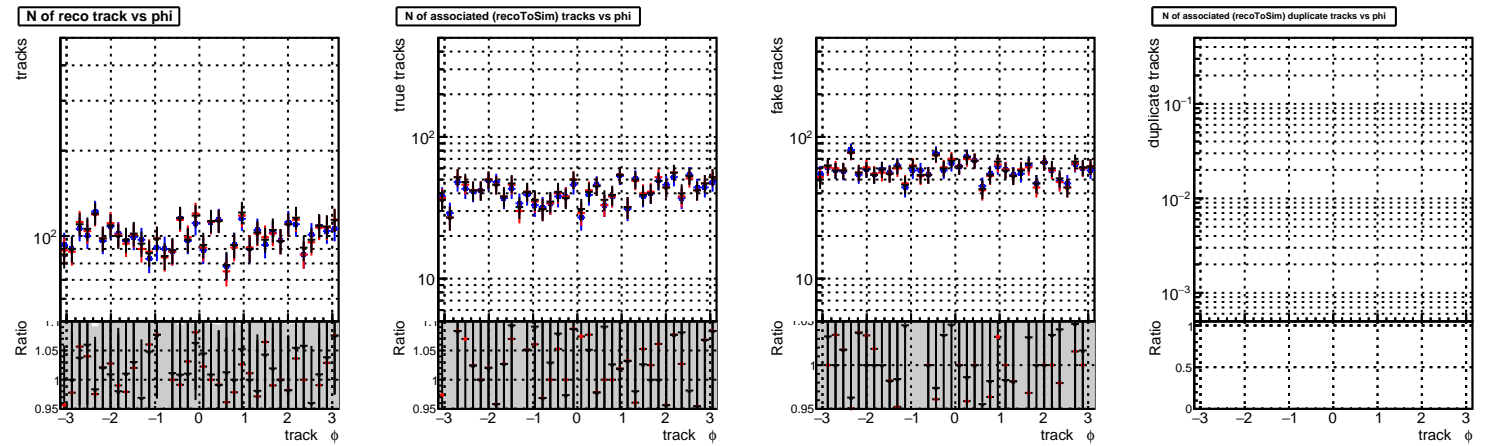 N of reco track vs phi
tracks
10²
Ratio
1.1
1.05
1
0.95
−3 −2 −1 0 1 2 3
track ϕ
N of associated (recoToSim) tracks vs phi
true tracks
10²
10
Ratio
1.1
1.05
1
0.95
−3 −2 −1 0 1 2 3
track ϕ
fake tracks
10²
10
Ratio
1.05
1
0.95
−3 −2 −1 0 1 2 3
track ϕ
N of associated (recoToSim) duplicate tracks vs phi
duplicate tracks
10⁻¹
10⁻²
10⁻³
Ratio
1
0.5
0
−3 −2 −1 0 1 2 3
track ϕ